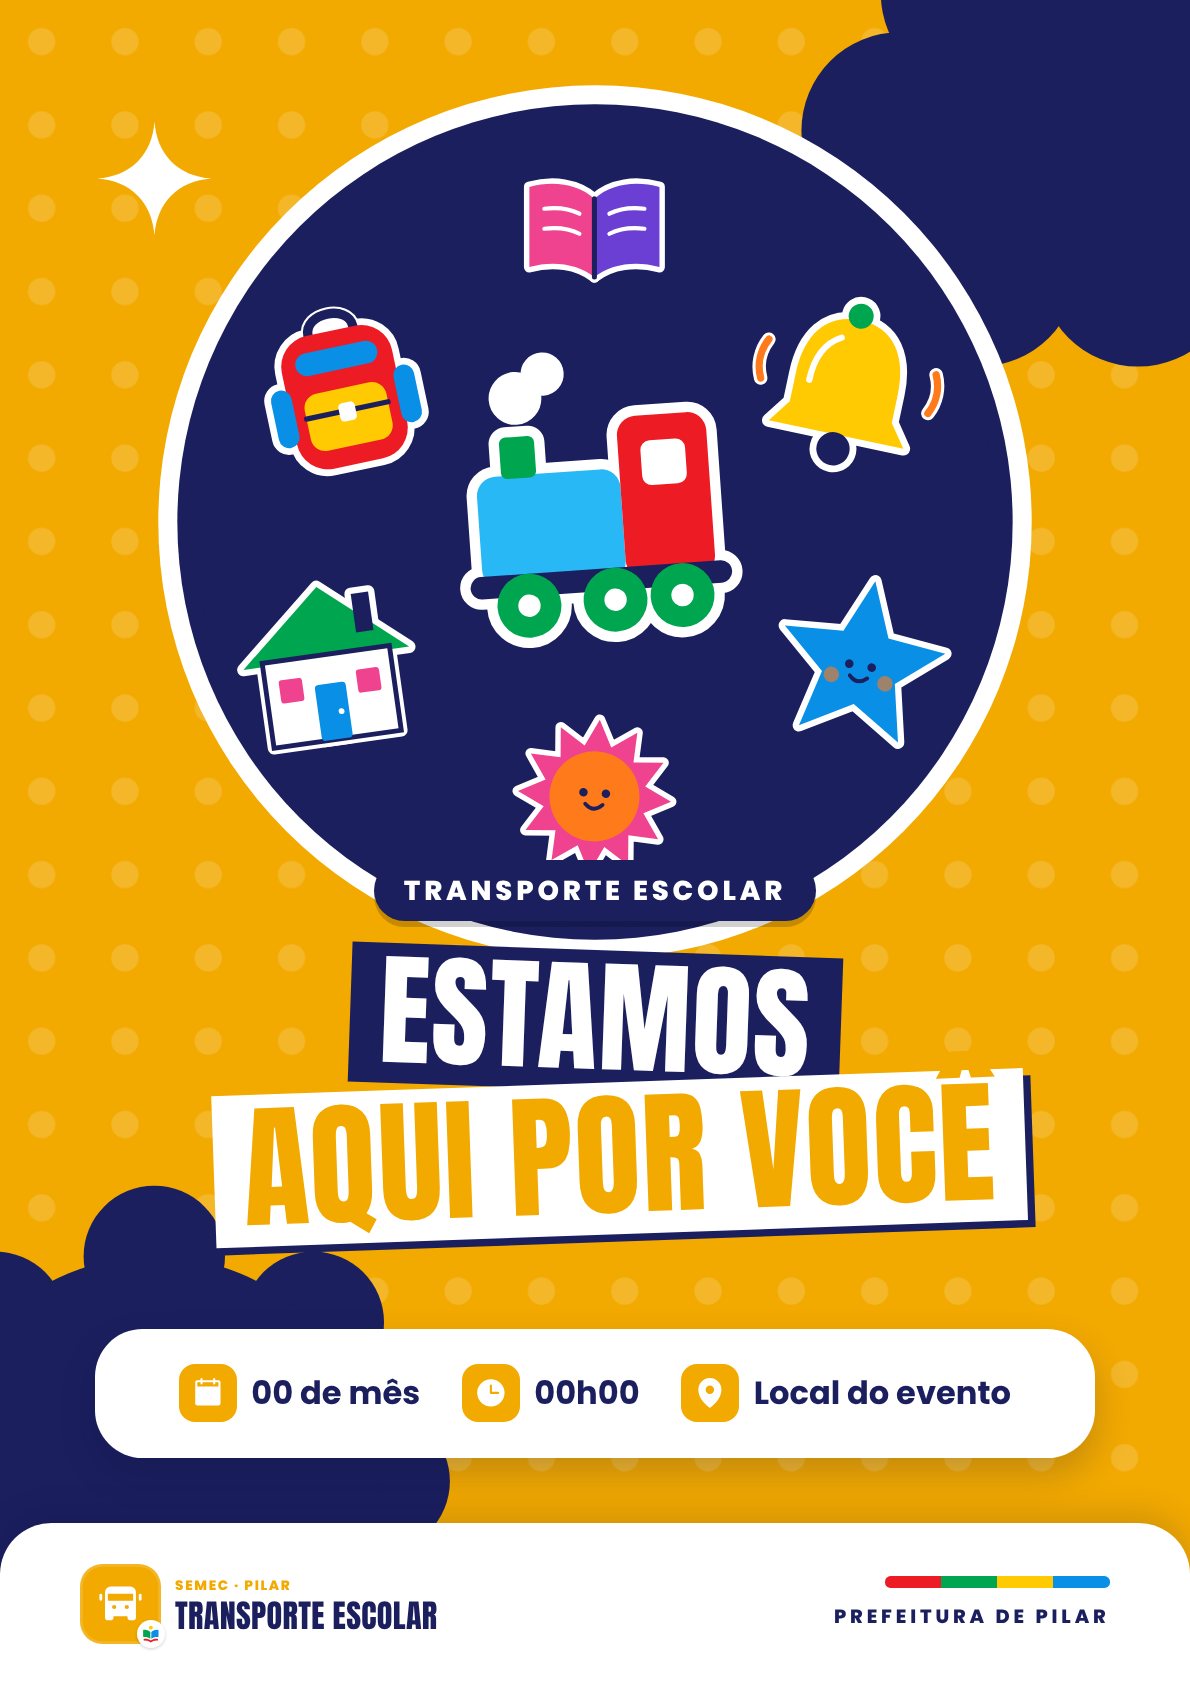 TRANSPORTE ESCOLAR
ESTAMOS
AQUI POR VOCÊ
00 de mês
00h00
Local do evento
SEMEC · PILAR
TRANSPORTE ESCOLAR
PREFEITURA DE PILAR